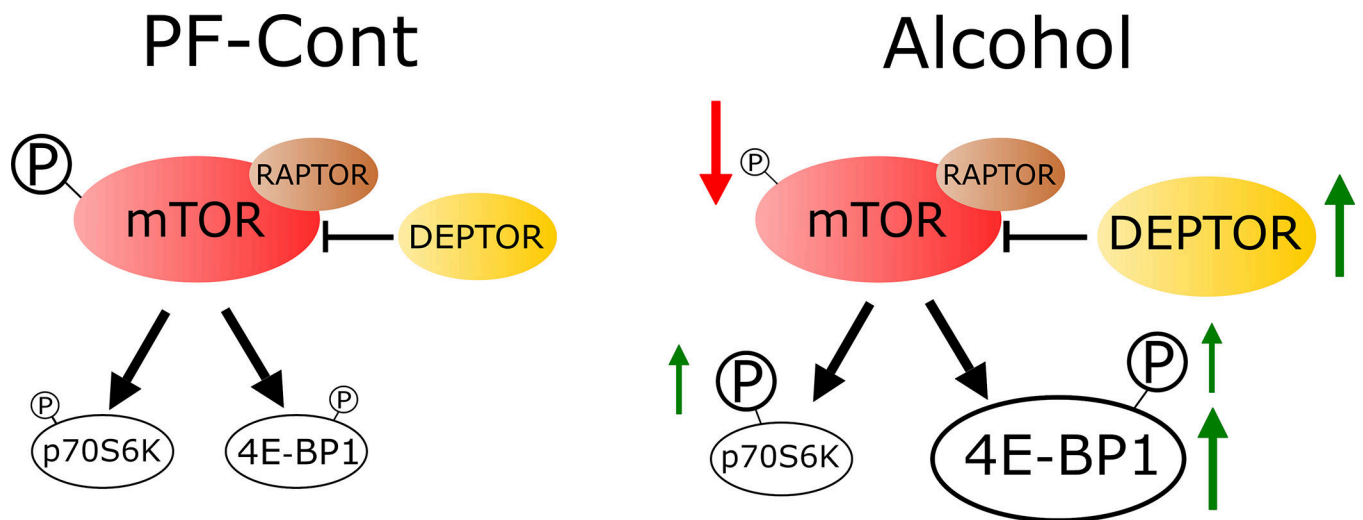 PF-Cont
P
RAPTOR
mTOR
DEPTOR
P
p70S6K
P
4E-BP1
Alcohol
P
RAPTOR
mTOR
DEPTOR
P
p70S6K
P
4E-BP1